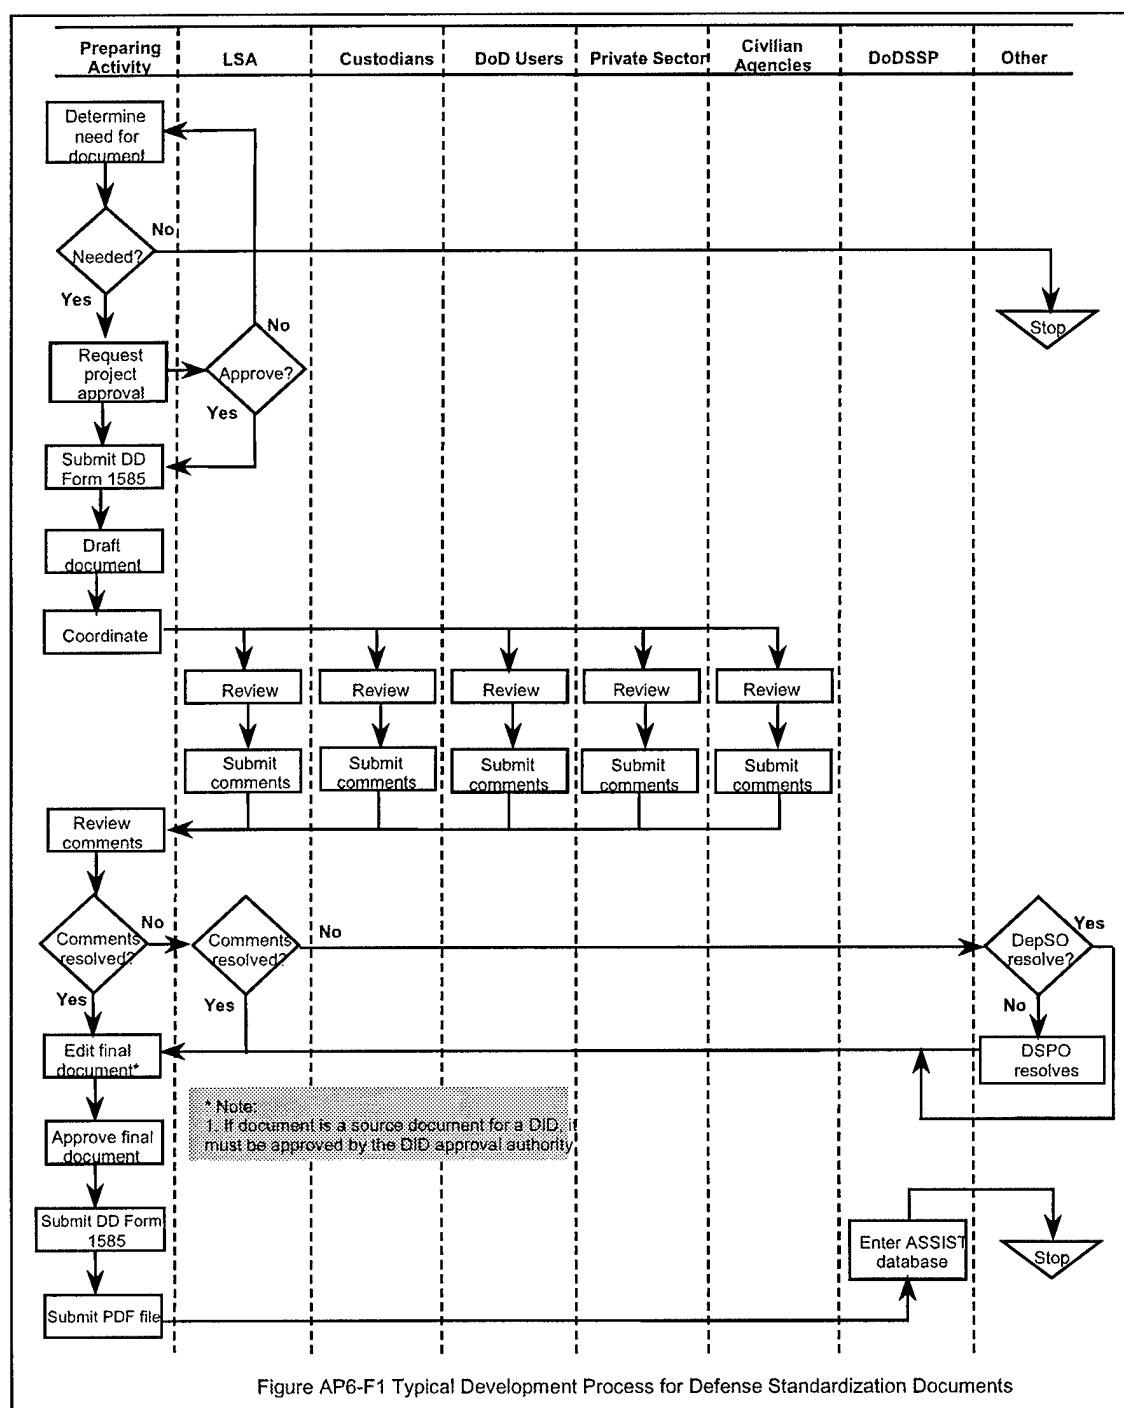 Preparing
Activity
LSA
Custodians
DoD Users
Private Sector
Civilian
Agencies
DoDSSP
Other
Determine
need for
document
Needed?
No
Yes
Stop
Request
project
approval
Approve?
No
Yes
Submit DD
Form 1585
Draft
document
Coordinate
Review
Review
Review
Review
Review
Submit
comments
Submit
comments
Submit
comments
Submit
comments
Submit
comments
Review
comments
Comments
resolved?
No
Yes
Comments
resolved?
No
Yes
DepSO
resolve?
Yes
No
Edit final
document*
DSPO
resolves
* Note:
1. If document is a source document for a DID, it
must be approved by the DID approval authority
Approve final
document
Submit DD Form
1585
Enter ASSIST
database
Stop
Submit PDF file
Figure AP6-F1 Typical Development Process for Defense Standardization Documents